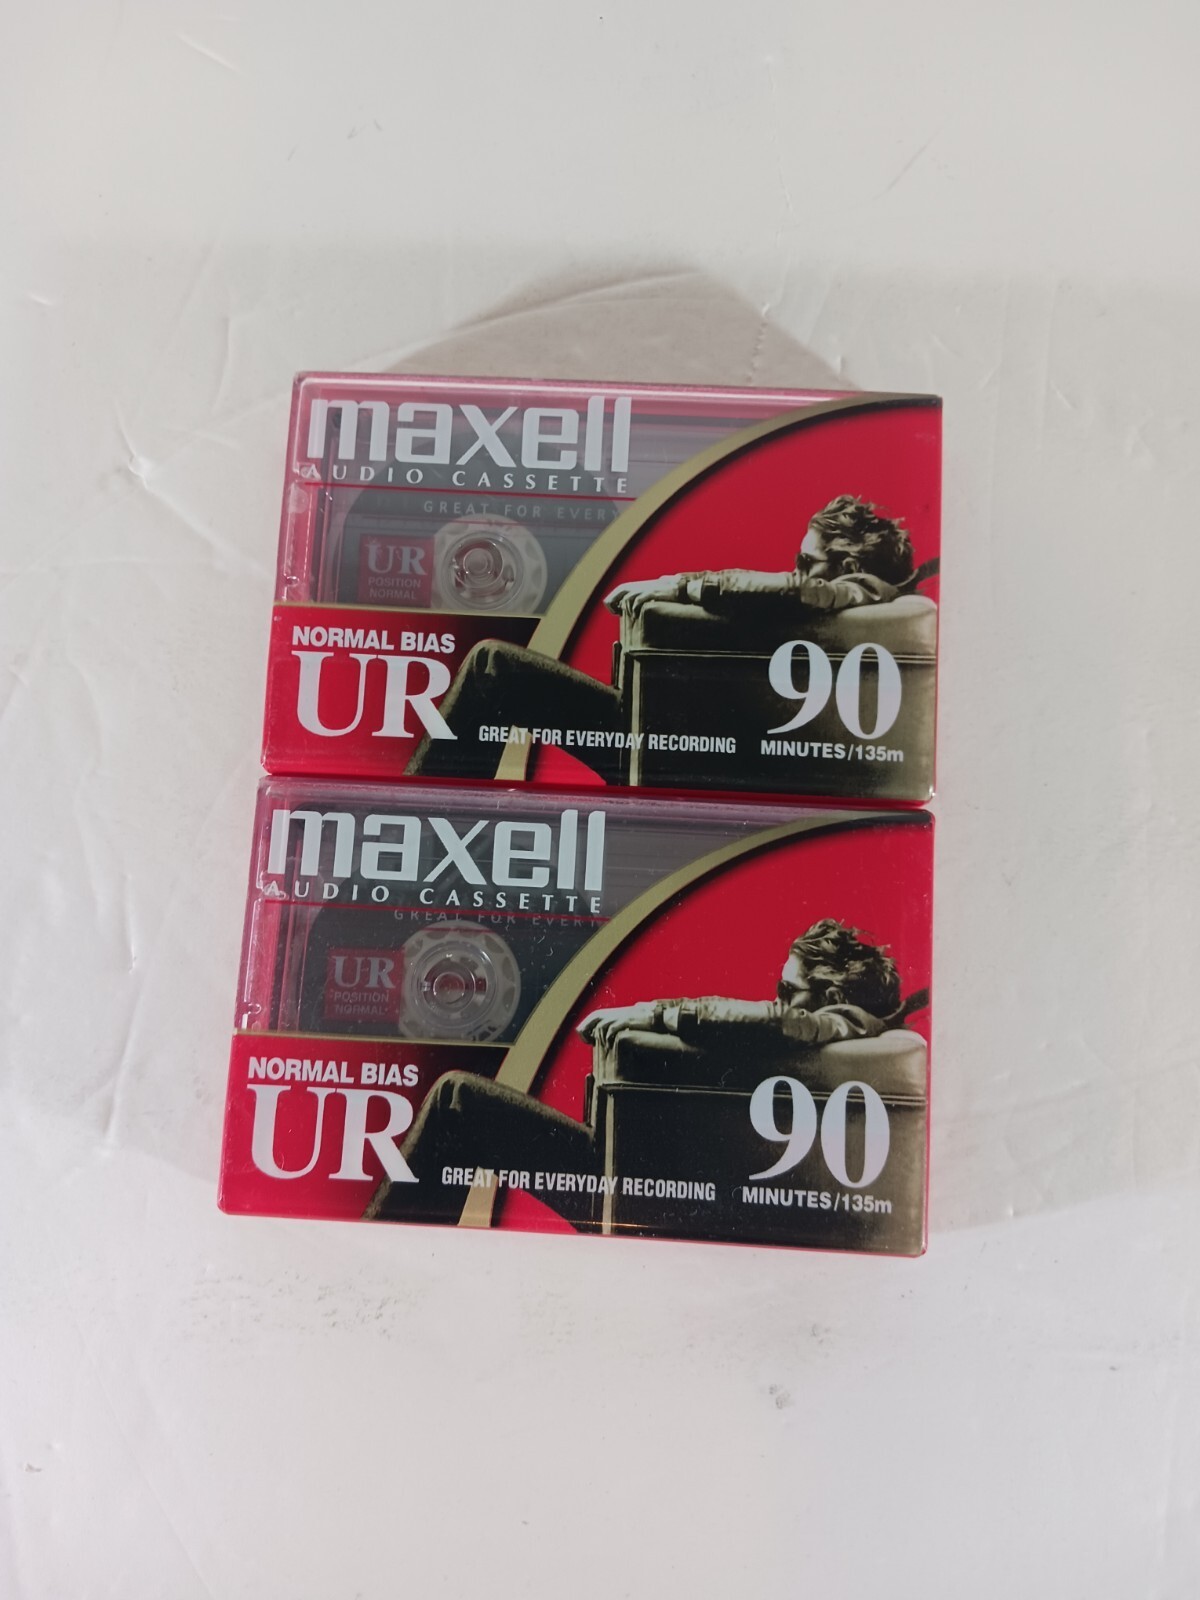 maxell
AUDIO CASSETTE
GREAT FOR EVERY
UR
POSITION
NORMAL
NORMAL BIAS
UR
GREAT FOR EVERYDAY RECORDING
90
MINUTES/135m
maxell
AUDIO CASSETTE
GREAT FOR EVERY
UR
POSITION
NORMAL
NORMAL BIAS
UR
GREAT FOR EVERYDAY RECORDING
90
MINUTES/135m